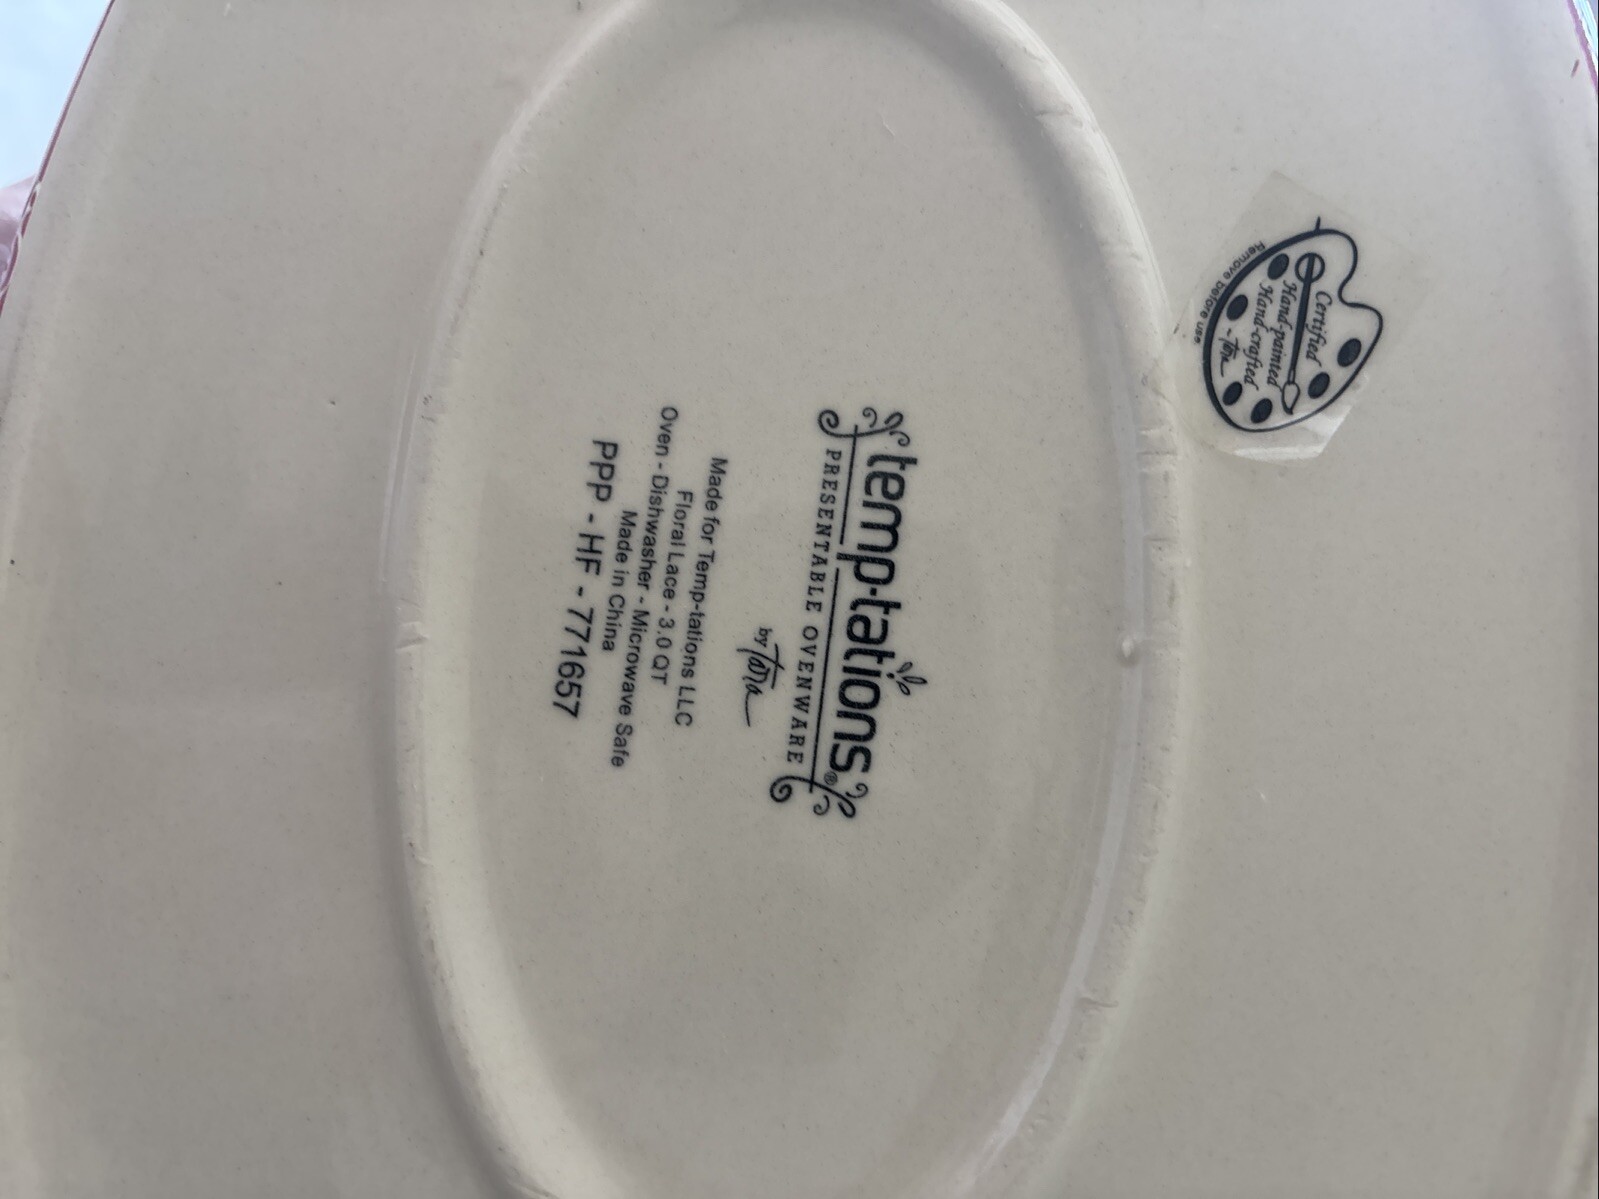 temp-tations®
PRESENTABLE OVENWARE
by Tara
Made for Temp-tations LLC
Floral Lace - 3.0 QT
Oven - Dishwasher - Microwave Safe
Made in China
PPP - HF - 771657
Certified
Hand-painted
Hand-crafted
- Tara
Remove before use.